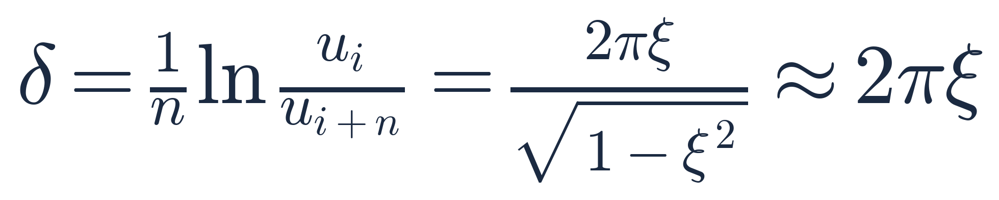 δ = 1/n ln u_i/u_{i+n} = 2πξ/√(1 − ξ²) ≈ 2πξ